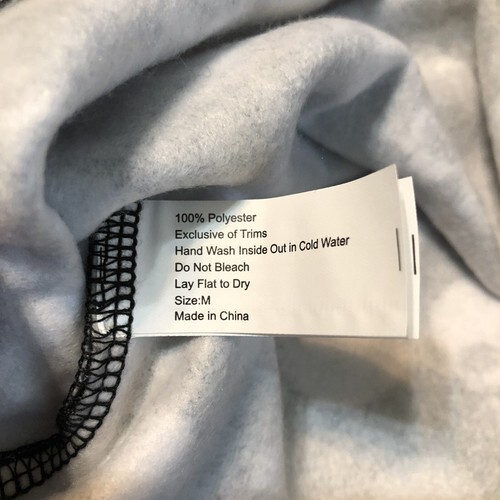 100% Polyester
Exclusive of Trims
Hand Wash Inside Out in Cold Water
Do Not Bleach
Lay Flat to Dry
Size:M
Made in China